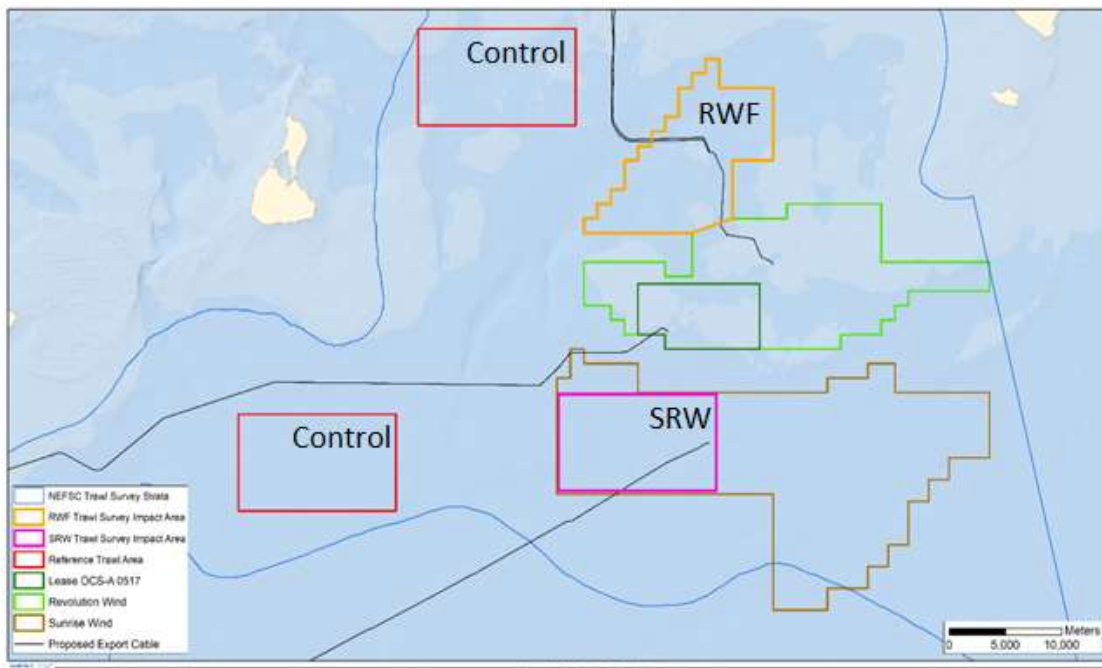 Control
RWF
Control
SRW
NEFSC Trawl Survey Strata
RWF Trawl Survey Impact Area
SRW Trawl Survey Impact Area
Reference Trawl Area
Lease OCS-A 0517
Revolution Wind
Sunrise Wind
Proposed Export Cable
Meters
0 5,000 10,000